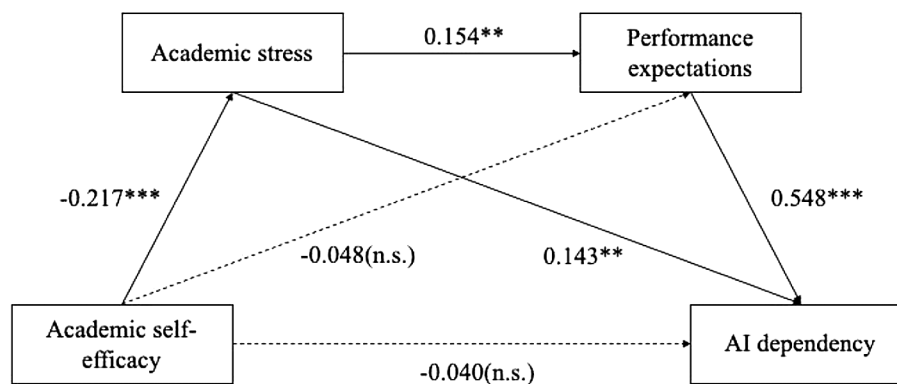 Academic stress
0.154**
Performance
expectations
-0.217***
0.548***
-0.048(n.s.)
0.143**
Academic self-
efficacy
AI dependency
-0.040(n.s.)